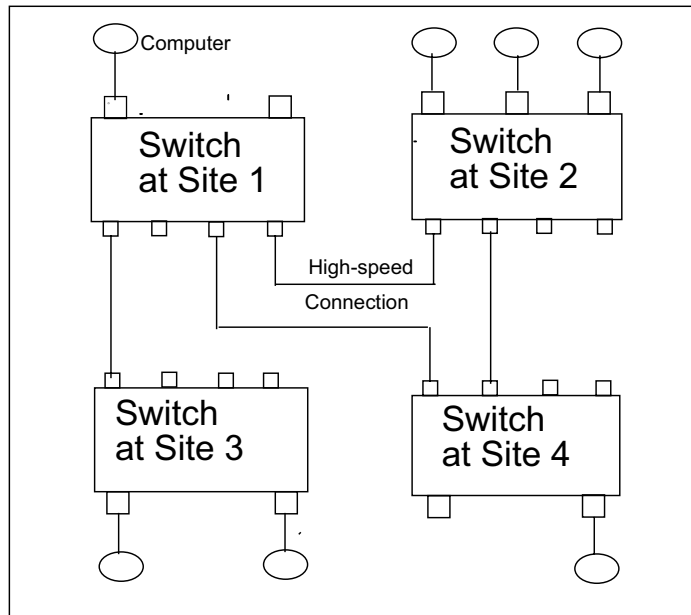 Computer
Switch
at Site 1
Switch
at Site 2
High-speed
Connection
Switch
at Site 3
Switch
at Site 4